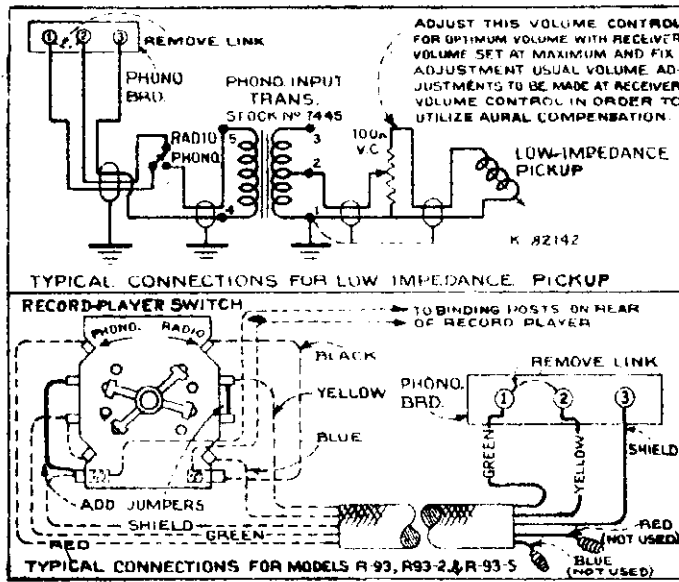 ADJUST THIS VOLUME CONTROL
FOR OPTIMUM VOLUME WITH RECEIVER
VOLUME SET AT MAXIMUM AND FIX
ADJUSTMENT USUAL VOLUME AD-
JUSTMENTS TO BE MADE AT RECEIVER
VOLUME CONTROL IN ORDER TO
UTILIZE AURAL COMPENSATION.
1 2 3
REMOVE LINK
PHONO
BRD.
PHONO. INPUT
TRANS.
STOCK Nº 7445
RADIO
PHONO.
5
4
3
2
1
V.C.
LOW-IMPEDANCE
PICKUP
K-82142
TYPICAL CONNECTIONS FOR LOW IMPEDANCE PICKUP
RECORD-PLAYER SWITCH
PHONO. RADIO
TO BINDING POSTS ON REAR
OF RECORD PLAYER
BLACK
YELLOW
BLUE
REMOVE LINK
PHONO.
BRD.
1 2 3
GREEN
YELLOW
SHIELD
ADD JUMPERS
SHIELD
GREEN
RED
RED
(NOT USED)
BLUE
(NOT USED)
TYPICAL CONNECTIONS FOR MODELS R-93, R93-2, & R-93-S